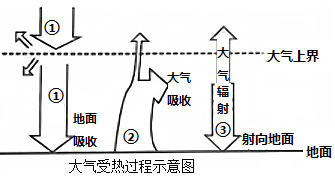 ①
大气上界
①
地面
吸收
大气
吸收
②
大
气
辐
射
③
射向地面
地面
大气受热过程示意图